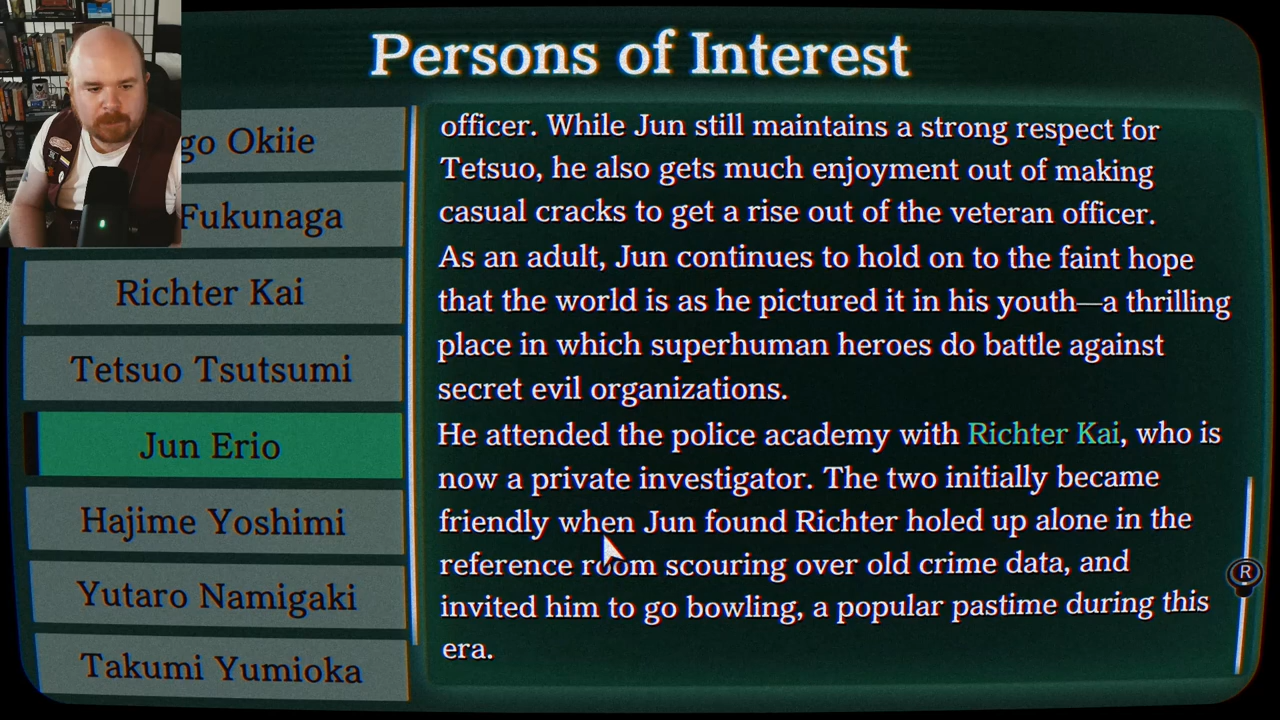 Persons of Interest
go Okiie
Fukunaga
Richter Kai
Tetsuo Tsutsumi
Jun Erio
Hajime Yoshimi
Yutaro Namigaki
Takumi Yumioka
officer. While Jun still maintains a strong respect for
Tetsuo, he also gets much enjoyment out of making
casual cracks to get a rise out of the veteran officer.
As an adult, Jun continues to hold on to the faint hope
that the world is as he pictured it in his youth—a thrilling
place in which superhuman heroes do battle against
secret evil organizations.
He attended the police academy with Richter Kai, who is
now a private investigator. The two initially became
friendly when Jun found Richter holed up alone in the
reference room scouring over old crime data, and
invited him to go bowling, a popular pastime during this
era.
R